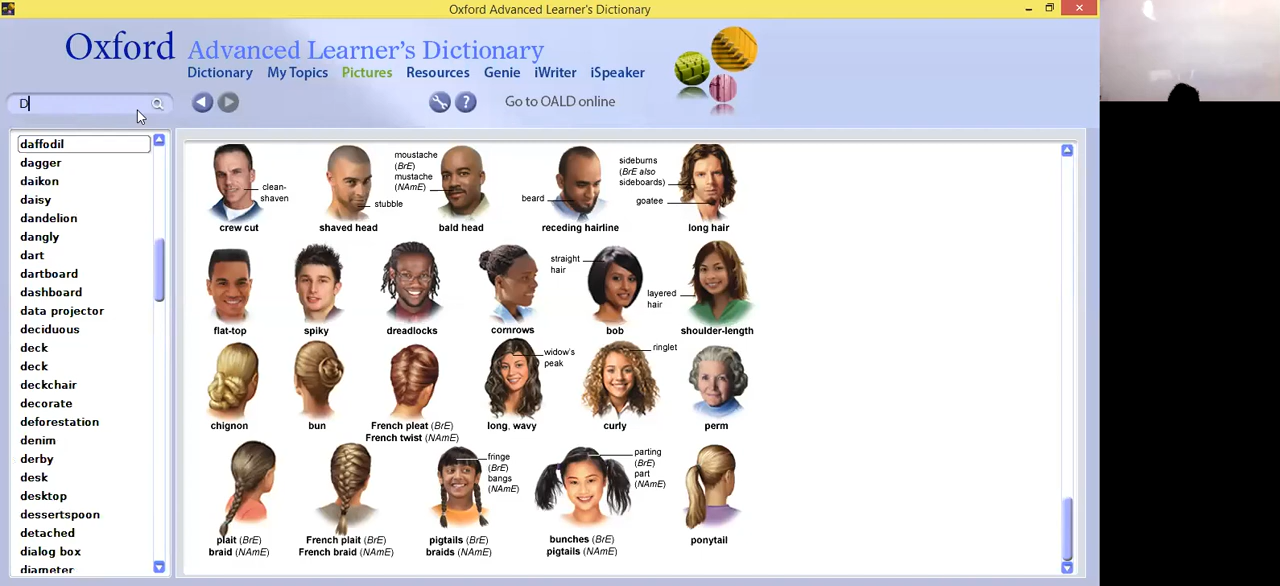 Oxford Advanced Learner's Dictionary
Oxford Advanced Learner's Dictionary
Dictionary My Topics Pictures Resources Genie iWriter iSpeaker
D
? Go to OALD online
daffodil
dagger
daikon
daisy
dandelion
dangly
dart
dartboard
dashboard
data projector
deciduous
deck
deck
deckchair
decorate
deforestation
denim
derby
desk
desktop
dessertspoon
detached
dialog box
diameter
clean-
shaven
crew cut
stubble
shaved head
moustache
(BrE)
mustache
(NAmE)
bald head
beard
receding hairline
sideburns
(BrE also
sideboards)
goatee
long hair
flat-top
spiky
dreadlocks
cornrows
straight
hair
bob
layered
hair
shoulder-length
chignon
bun
French pleat (BrE)
French twist (NAmE)
widow's
peak
long, wavy
ringlet
curly
perm
plait (BrE)
braid (NAmE)
French plait (BrE)
French braid (NAmE)
fringe
(BrE)
bangs
(NAmE)
pigtails (BrE)
braids (NAmE)
parting
(BrE)
part
(NAmE)
bunches (BrE)
pigtails (NAmE)
ponytail